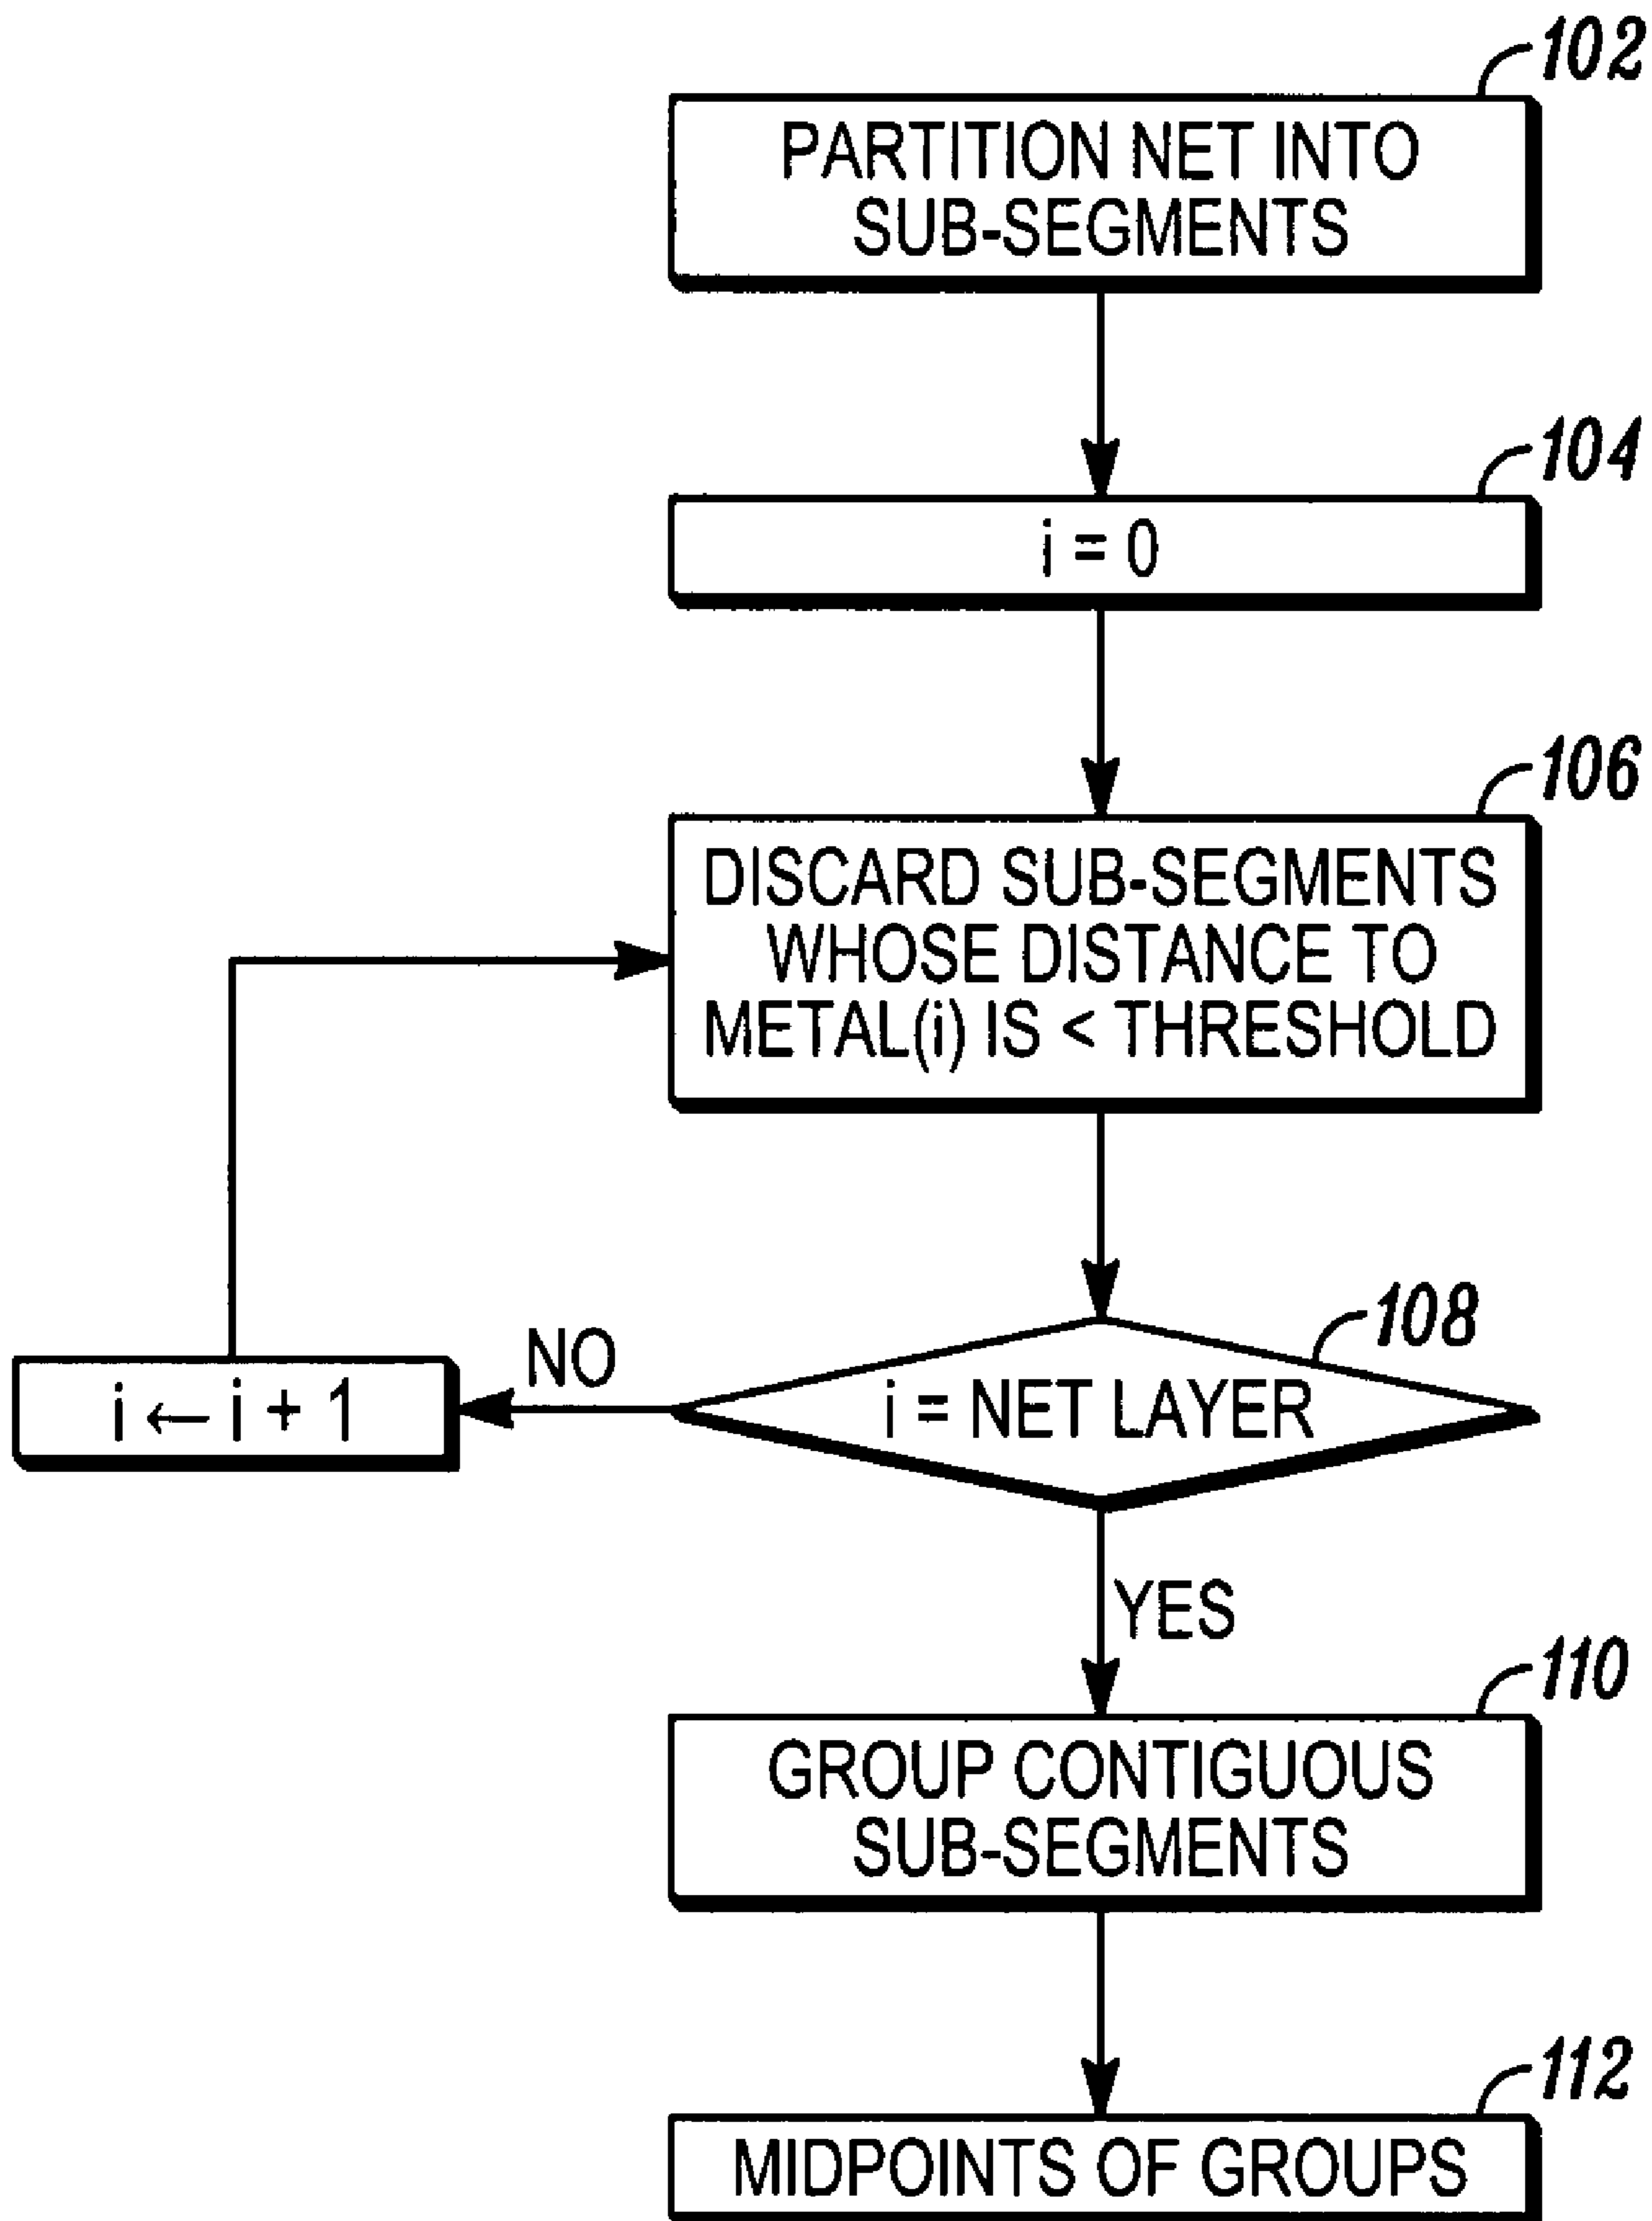 102
PARTITION NET INTO
SUB-SEGMENTS
104
i = 0
106
DISCARD SUB-SEGMENTS
WHOSE DISTANCE TO
METAL(i) IS < THRESHOLD
108
i = NET LAYER
NO
i ← i + 1
YES
110
GROUP CONTIGUOUS
SUB-SEGMENTS
112
MIDPOINTS OF GROUPS